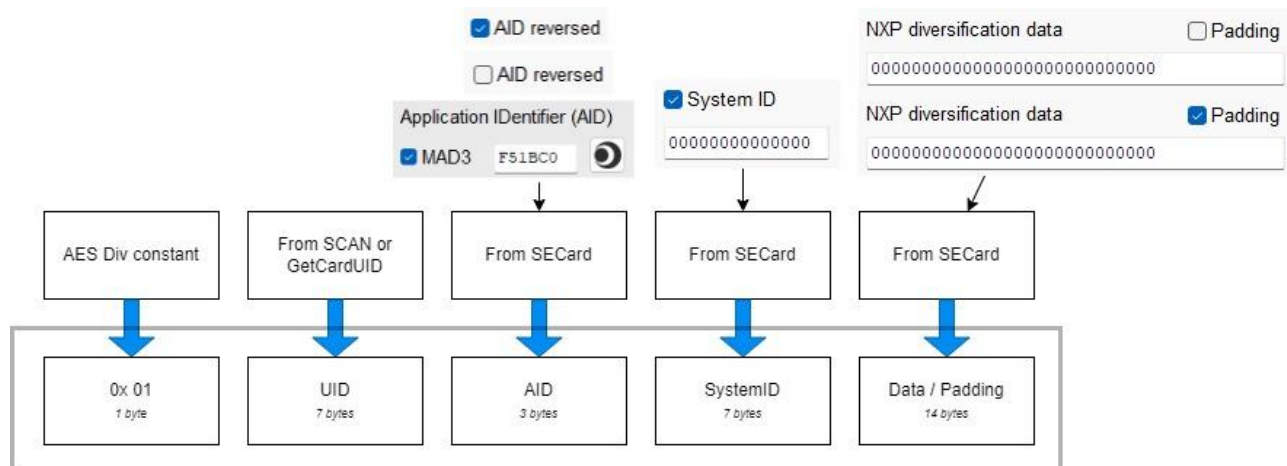 AID reversed
AID reversed
Application IDentifier (AID)
MAD3 F51BC0
System ID
00000000000000
NXP diversification data Padding
0000000000000000000000000000
NXP diversification data Padding
0000000000000000000000000000
AES Div constant
From SCAN or
GetCardUID
From SECard
From SECard
From SECard
0x 01
1 byte
UID
7 bytes
AID
3 bytes
SystemID
7 bytes
Data / Padding
14 bytes